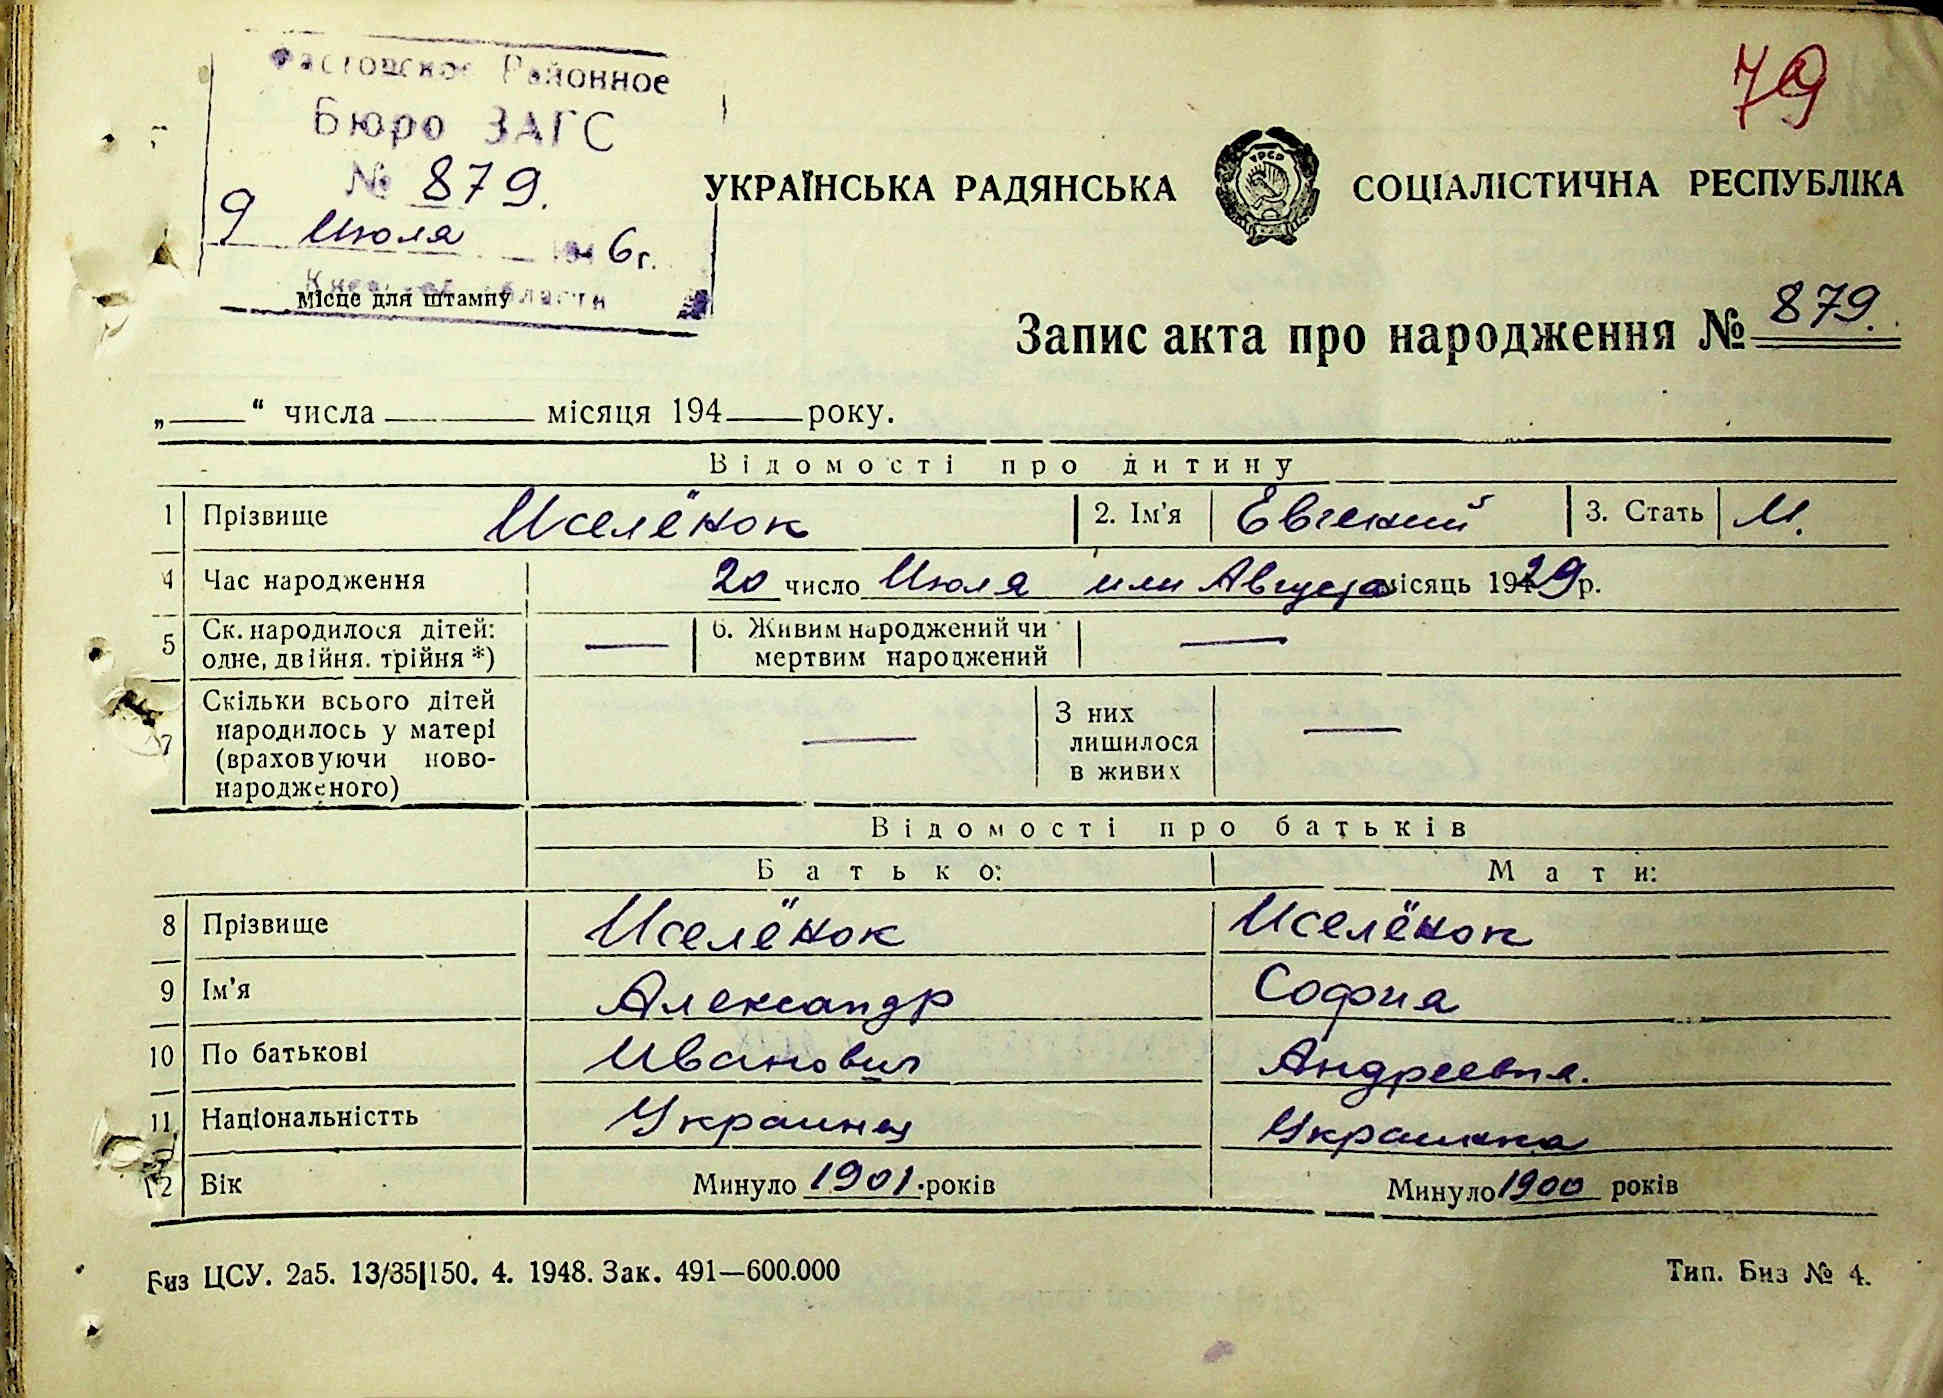 Фастовское Районное
Бюро ЗАГС
№ 879.
9 Июля 1946г.
Киевской области
Місце для штампу
79
УКРАЇНСЬКА РАДЯНСЬКА СОЦІАЛІСТИЧНА РЕСПУБЛІКА
УРСР
Запис акта про народження № 879.
„ “ числа місяця 194 року.
Відомості про дитину
1 Прізвище Иселёнок 2. Ім'я Евгений 3. Стать М.
4 Час народження 20 число Июля или Августа місяць 1929р.
5 Ск. народилося дітей: одне, двійня. трійня *) — 6. Живим народжений чи мертвим народжений —
7 Скільки всього дітей народилось у матері (враховуючи ново-народженого) — З них лишилося в живих —
Відомості про батьків
Батько: Мати:
8 Прізвище Иселёнок Иселёнок
9 Ім'я Александр София
10 По батькові Иванович Андреевна.
11 Національністть Украинец Украинка
12 Вік Минуло 1901. років Минуло 1900 років
Биз ЦСУ. 2а5. 13/35|150. 4. 1948. Зак. 491—600.000 Тип. Биз № 4.